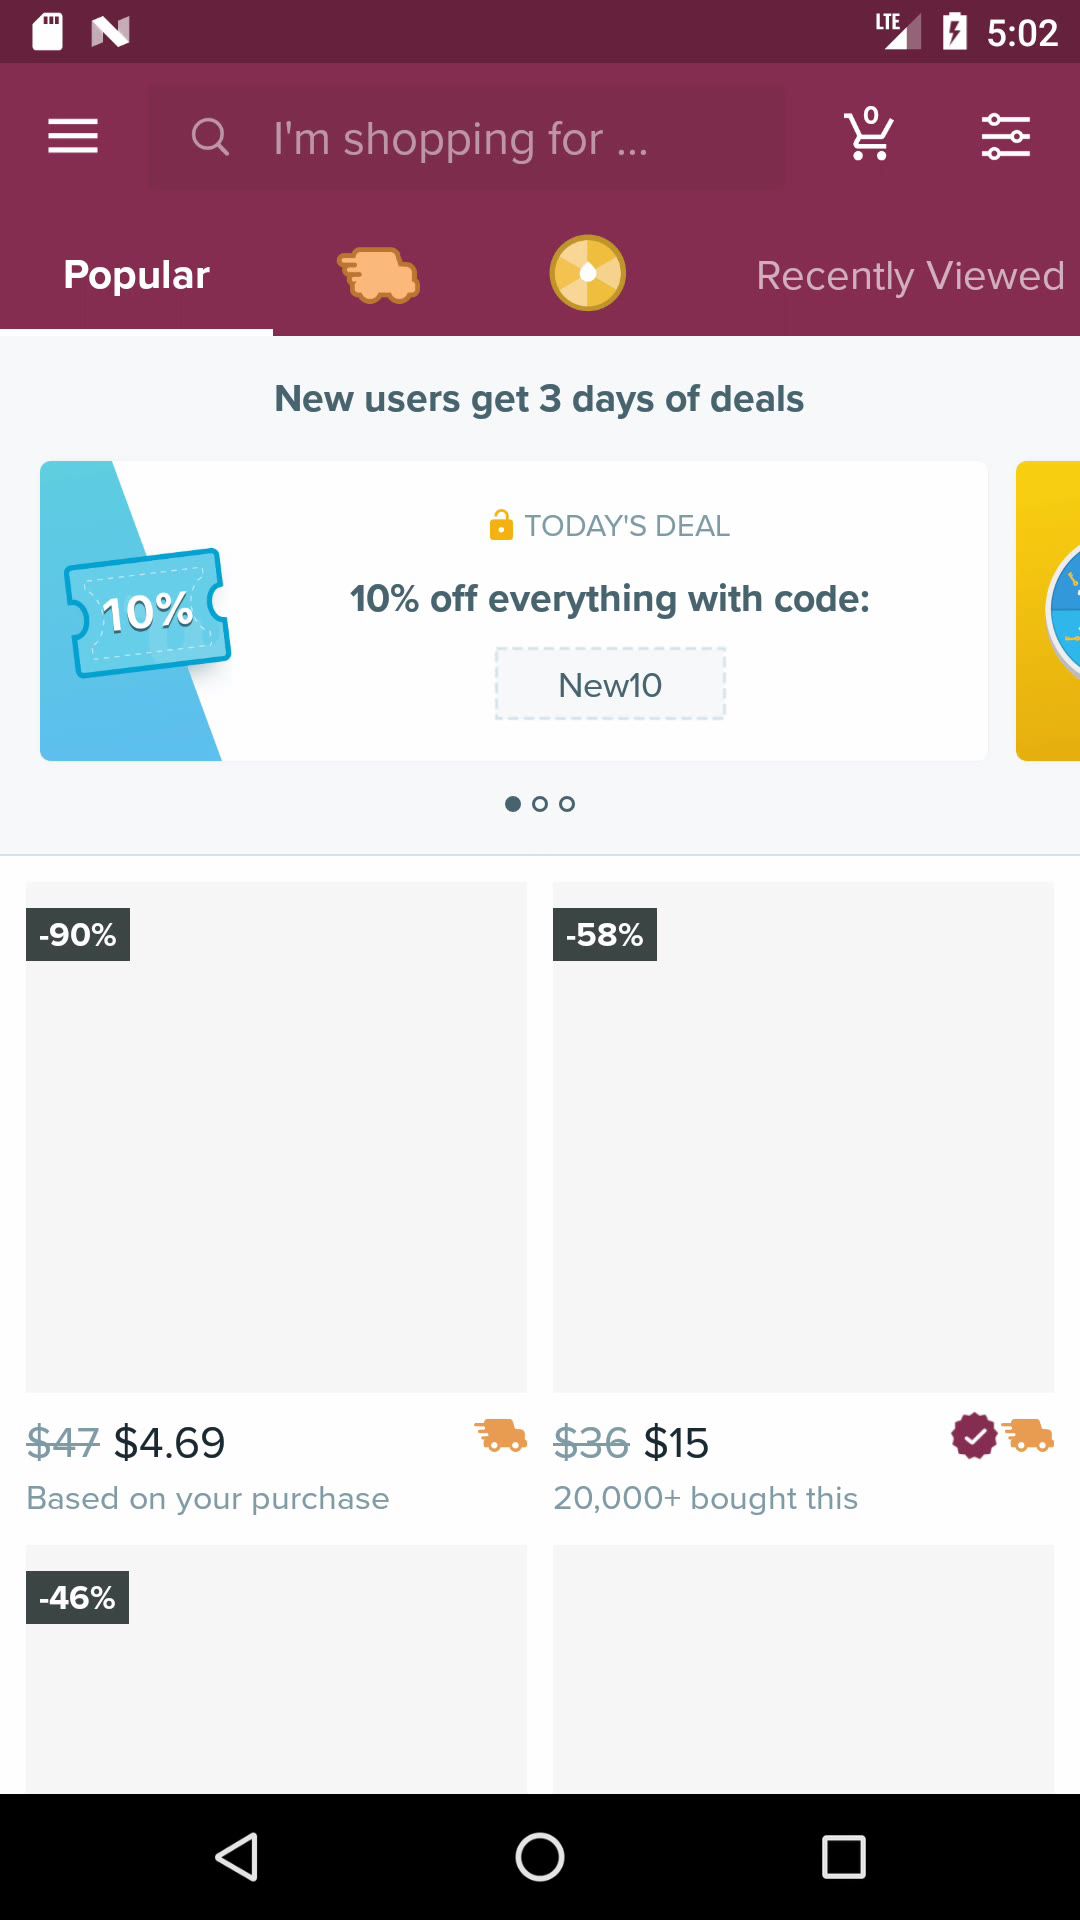 LTE 5:02
I'm shopping for ...
0
Popular
Recently Viewed
New users get 3 days of deals
TODAY'S DEAL
10%
10% off everything with code:
New10
-90%
-58%
$47 $4.69
$36 $15
Based on your purchase
20,000+ bought this
-46%